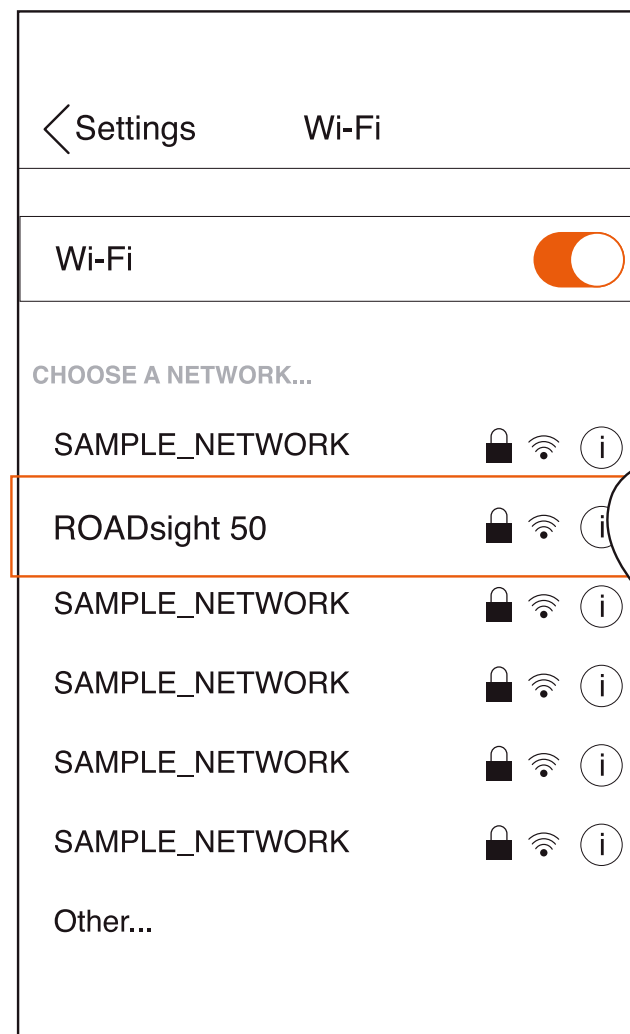 Settings Wi-Fi
Wi-Fi
CHOOSE A NETWORK...
SAMPLE_NETWORK i
ROADsight 50 i
SAMPLE_NETWORK i
SAMPLE_NETWORK i
SAMPLE_NETWORK i
SAMPLE_NETWORK i
Other...